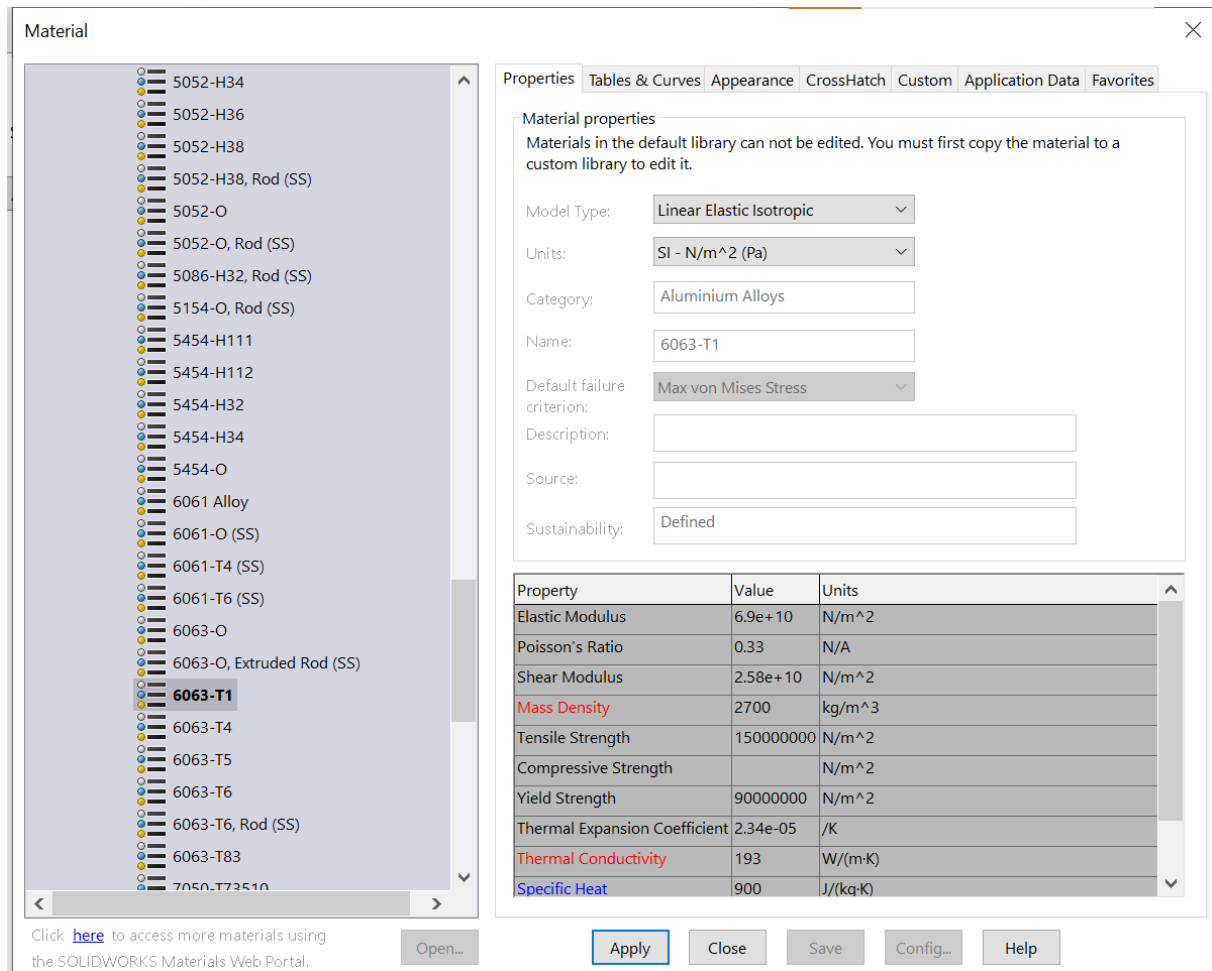 Material
5052-H34
5052-H36
5052-H38
5052-H38, Rod (SS)
5052-O
5052-O, Rod (SS)
5086-H32, Rod (SS)
5154-O, Rod (SS)
5454-H111
5454-H112
5454-H32
5454-H34
5454-O
6061 Alloy
6061-O (SS)
6061-T4 (SS)
6061-T6 (SS)
6063-O
6063-O, Extruded Rod (SS)
6063-T1
6063-T4
6063-T5
6063-T6
6063-T6, Rod (SS)
6063-T83
7050-T73510
Click here to access more materials using
the SOLIDWORKS Materials Web Portal.
Open...
Properties Tables & Curves Appearance CrossHatch Custom Application Data Favorites
Material properties
Materials in the default library can not be edited. You must first copy the material to a
custom library to edit it.
Model Type: Linear Elastic Isotropic
Units: SI - N/m^2 (Pa)
Category: Aluminium Alloys
Name: 6063-T1
Default failure
criterion: Max von Mises Stress
Description:
Source:
Sustainability: Defined
Property Value Units
Elastic Modulus 6.9e+10 N/m^2
Poisson's Ratio 0.33 N/A
Shear Modulus 2.58e+10 N/m^2
Mass Density 2700 kg/m^3
Tensile Strength 150000000 N/m^2
Compressive Strength N/m^2
Yield Strength 90000000 N/m^2
Thermal Expansion Coefficient 2.34e-05 /K
Thermal Conductivity 193 W/(m·K)
Specific Heat 900 J/(kg·K)
Apply Close Save Config... Help